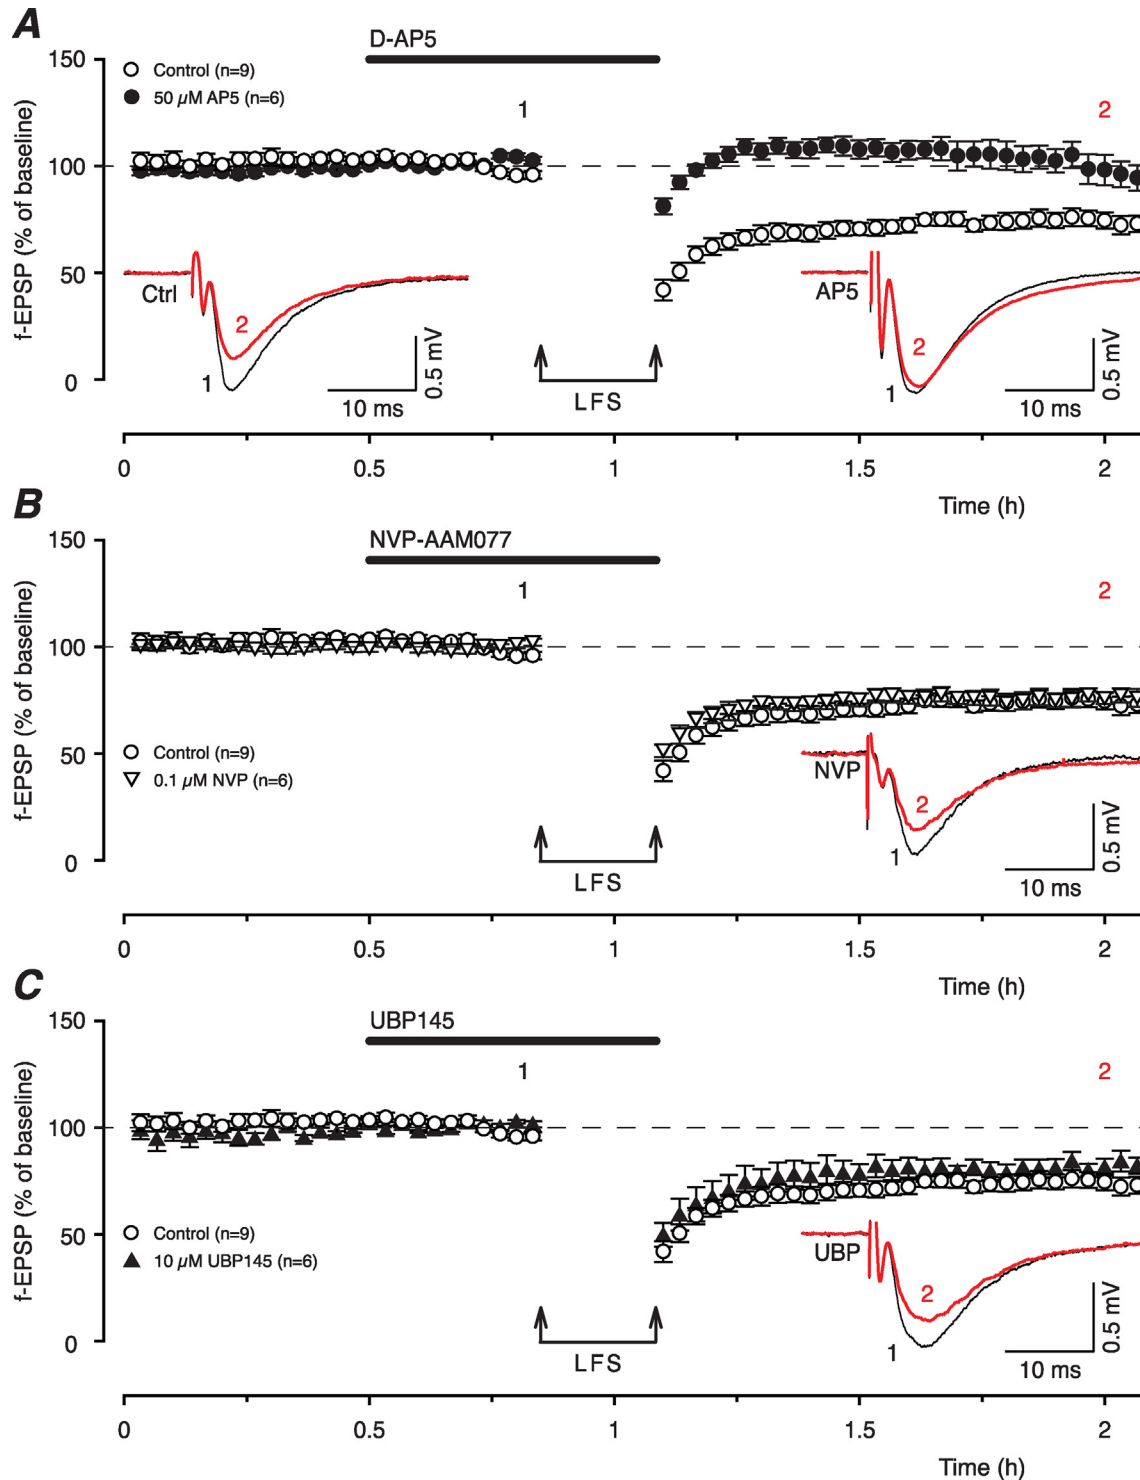 A
D-AP5
150
Control (n=9)
50 µM AP5 (n=6)
1
2
100
f-EPSP (% of baseline)
50
Ctrl
2
1
10 ms
0.5 mV
AP5
2
1
10 ms
0.5 mV
0
LFS
0
0.5
1
1.5
2
Time (h)
B
NVP-AAM077
150
1
2
100
f-EPSP (% of baseline)
Control (n=9)
0.1 µM NVP (n=6)
50
NVP
2
1
10 ms
0.5 mV
0
LFS
0
0.5
1
1.5
2
Time (h)
C
UBP145
150
1
2
100
f-EPSP (% of baseline)
Control (n=9)
10 µM UBP145 (n=6)
50
UBP
2
1
10 ms
0.5 mV
0
LFS
0
0.5
1
1.5
2
Time (h)